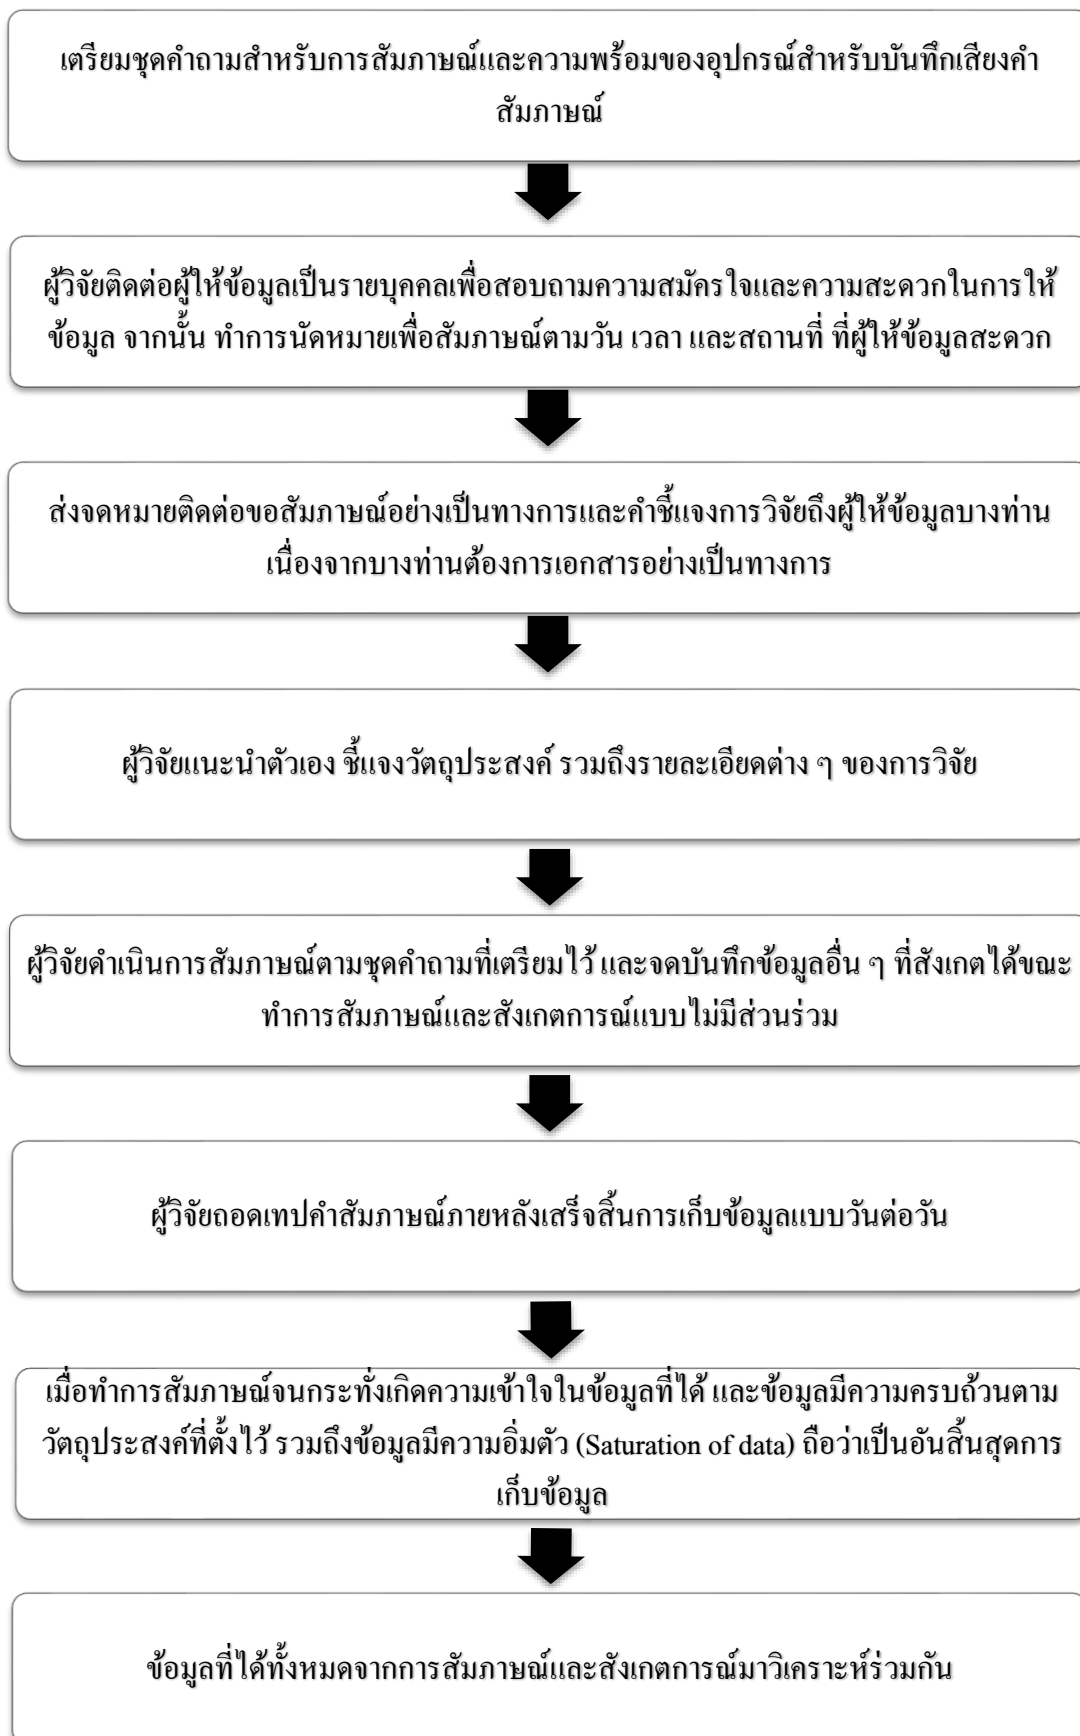 เตรียมชุดคำถามสำหรับการสัมภาษณ์และความพร้อมของอุปกรณ์สำหรับบันทึกเสียงคำ
สัมภาษณ์
ผู้วิจัยติดต่อผู้ให้ข้อมูลเป็นรายบุคคลเพื่อสอบถามความสมัครใจและความสะดวกในการให้
ข้อมูล จากนั้น ทำการนัดหมายเพื่อสัมภาษณ์ตามวัน เวลา และสถานที่ ที่ผู้ให้ข้อมูลสะดวก
ส่งจดหมายติดต่อขอสัมภาษณ์อย่างเป็นทางการและคำชี้แจงการวิจัยถึงผู้ให้ข้อมูลบางท่าน
เนื่องจากบางท่านต้องการเอกสารอย่างเป็นทางการ
ผู้วิจัยแนะนำตัวเอง ชี้แจงวัตถุประสงค์ รวมถึงรายละเอียดต่าง ๆ ของการวิจัย
ผู้วิจัยดำเนินการสัมภาษณ์ตามชุดคำถามที่เตรียมไว้ และจดบันทึกข้อมูลอื่น ๆ ที่สังเกตได้ขณะ
ทำการสัมภาษณ์และสังเกตการณ์แบบไม่มีส่วนร่วม
ผู้วิจัยถอดเทปคำสัมภาษณ์ภายหลังเสร็จสิ้นการเก็บข้อมูลแบบวันต่อวัน
เมื่อทำการสัมภาษณ์จนกระทั่งเกิดความเข้าใจในข้อมูลที่ได้ และข้อมูลมีความครบถ้วนตาม
วัตถุประสงค์ที่ตั้งไว้ รวมถึงข้อมูลมีความอิ่มตัว (Saturation of data) ถือว่าเป็นอันสิ้นสุดการ
เก็บข้อมูล
ข้อมูลที่ได้ทั้งหมดจากการสัมภาษณ์และสังเกตการณ์มาวิเคราะห์ร่วมกัน